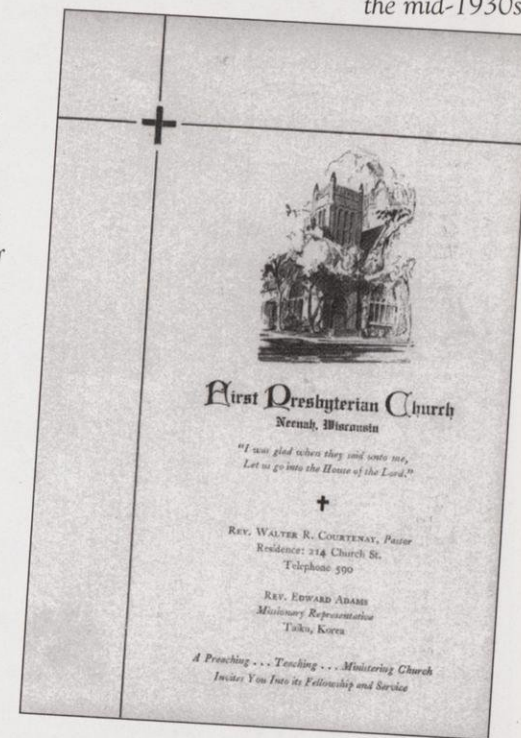 the mid-1930s
First Presbyterian Church
Neenah, Wisconsin
"I was glad when they said unto me,
Let us go into the House of the Lord."
REV. WALTER R. COURTENAY, Pastor
Residence: 214 Church St.
Telephone 590
REV. EDWARD ADAMS
Missionary Representative
Taiku, Korea
A Preaching . . . Teaching . . . Ministering Church
Invites You Into its Fellowship and Service